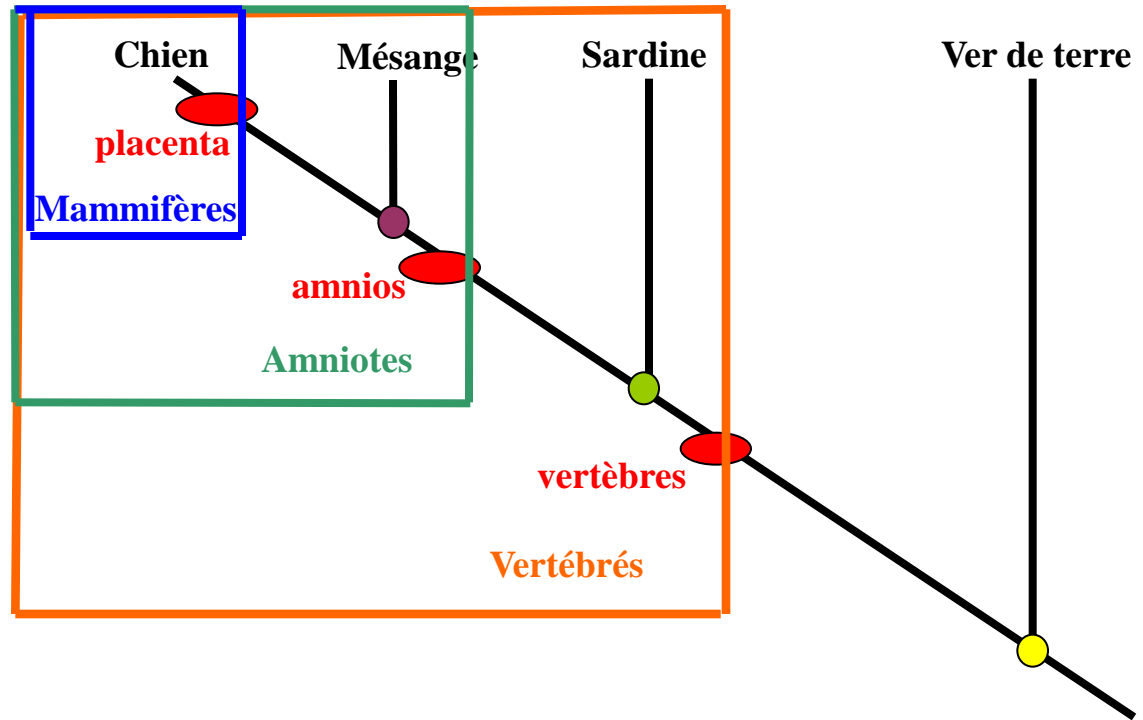 Chien
Mésange
Sardine
Ver de terre
placenta
Mammifères
amnios
Amniotes
vertèbres
Vertébrés